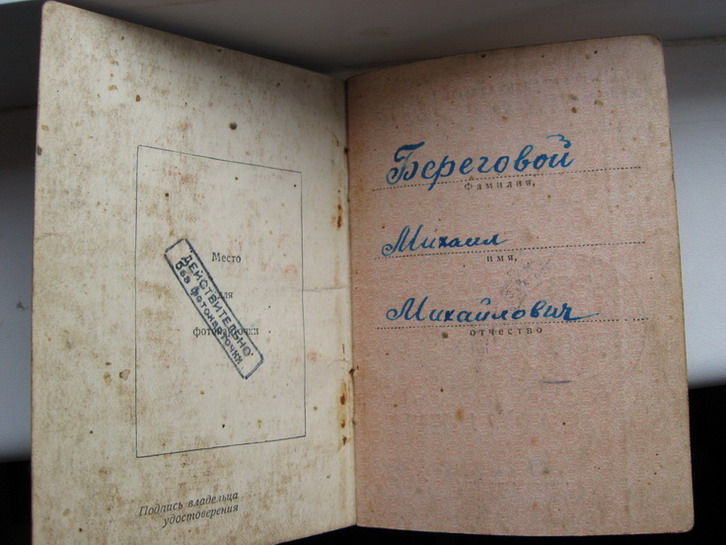 Место
для
фотокарточки
ДЕЙСТВИТЕЛЬНО
без фотокарточки
Подпись владельца
удостоверения
Береговой
фамилия,
Михаил
имя,
Михайлович
отчество